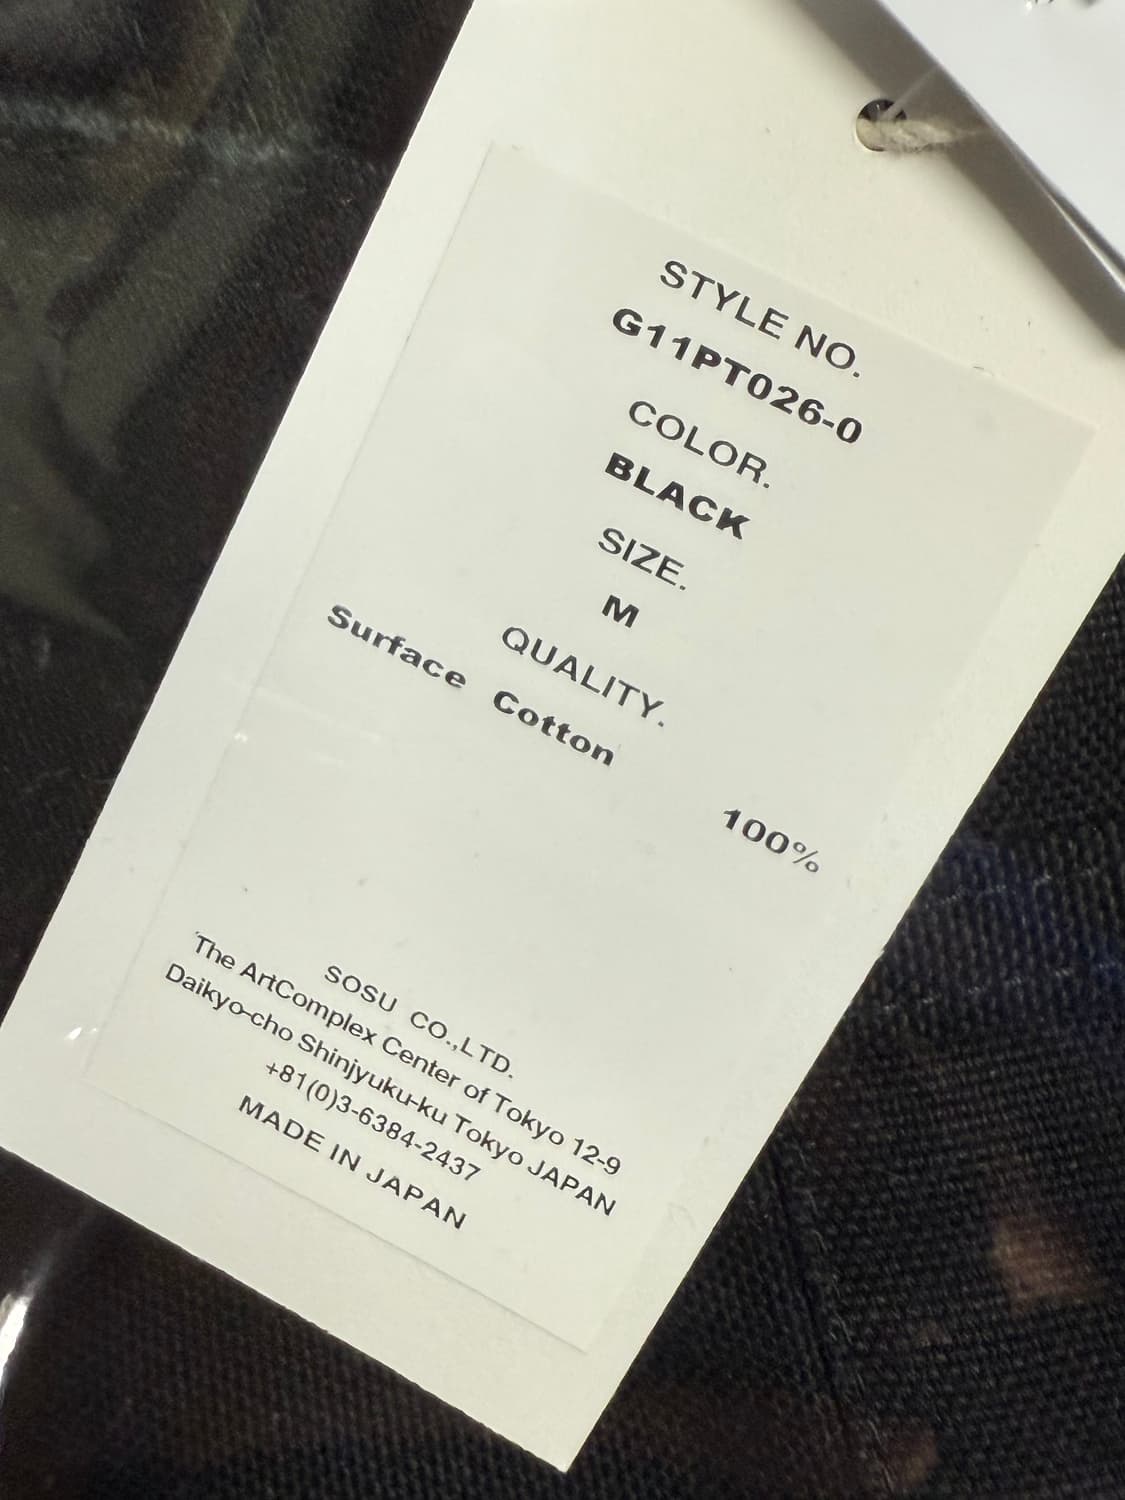 STYLE NO.
G11PT026-0
COLOR.
BLACK
SIZE.
M
QUALITY.
Surface Cotton
100%
SOSU CO.,LTD.
The ArtComplex Center of Tokyo 12-9
Daikyo-cho Shinjyuku-ku Tokyo JAPAN
+81(0)3-6384-2437
MADE IN JAPAN